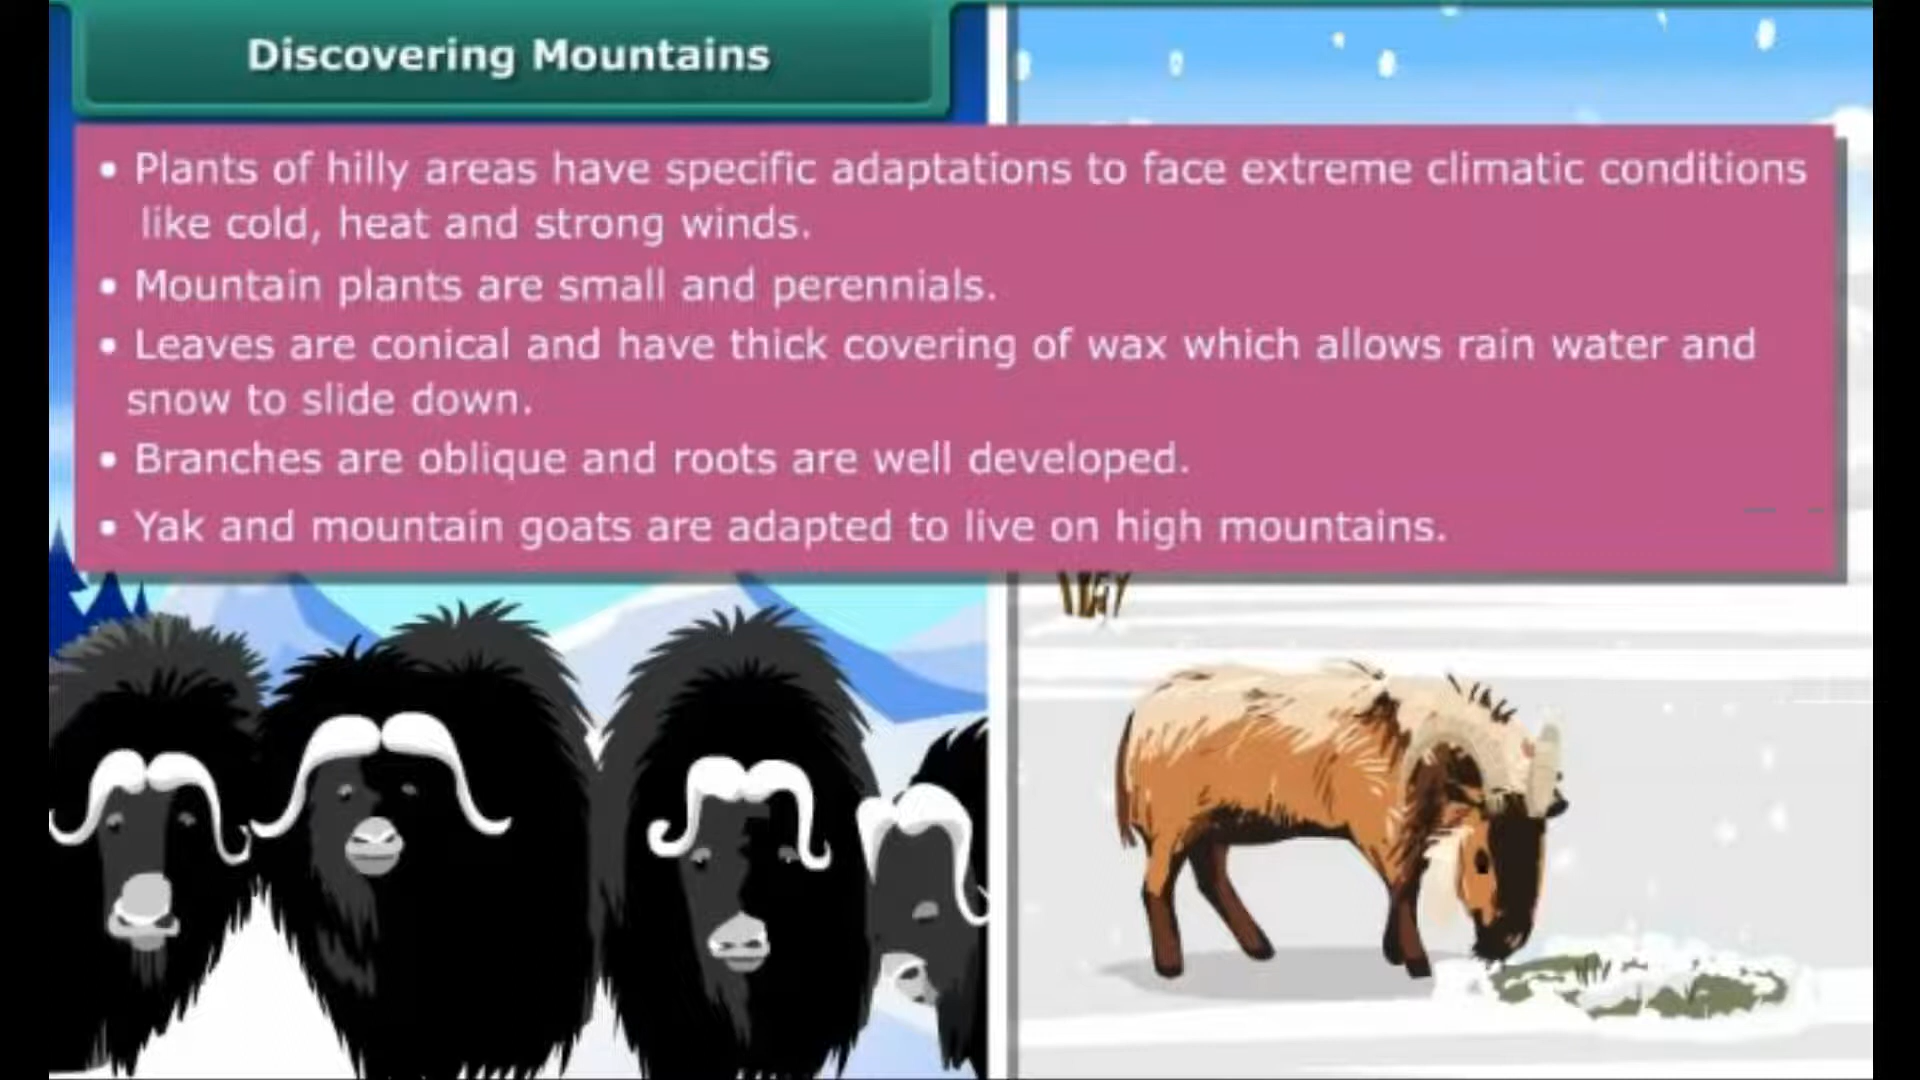 Discovering Mountains
• Plants of hilly areas have specific adaptations to face extreme climatic conditions
like cold, heat and strong winds.
• Mountain plants are small and perennials.
• Leaves are conical and have thick covering of wax which allows rain water and
snow to slide down.
• Branches are oblique and roots are well developed.
• Yak and mountain goats are adapted to live on high mountains.